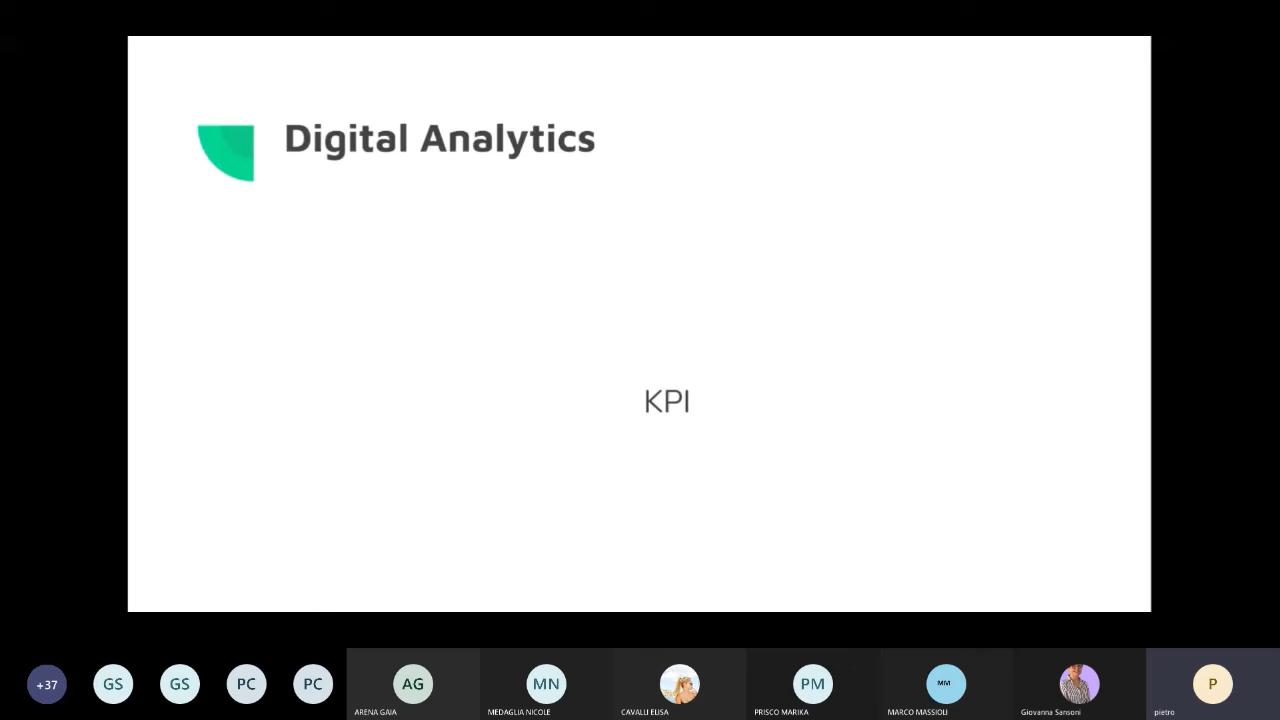 Digital Analytics
KPI
+37
GS
GS
PC
PC
AG
MN
PM
MM
P
ARENA GAIA
MEDAGLIA NICOLE
CAVALLI ELISA
PRISCO MARIKA
MARCO MASSIOLI
Giovanna Sansoni
pietro